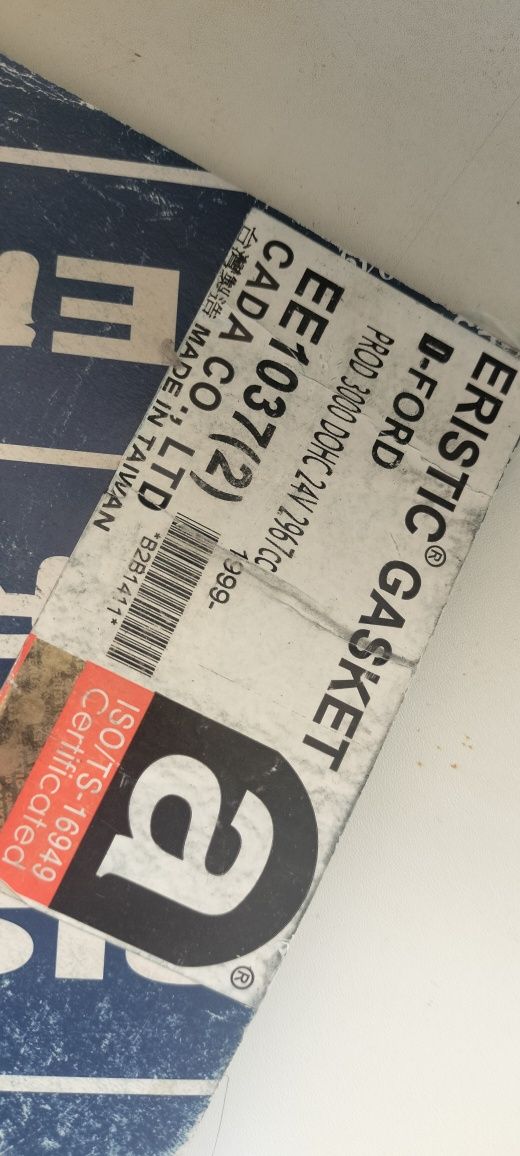 ERISTIC® GASKET
D-FORD
PROD 3000 DOHC 24V 2967CC
1999-
EE1037(2)
CADA CO., LTD
台灣製造 MADE IN TAIWAN
*B2B1411*
a®
ISO/TS-16949
Certificated